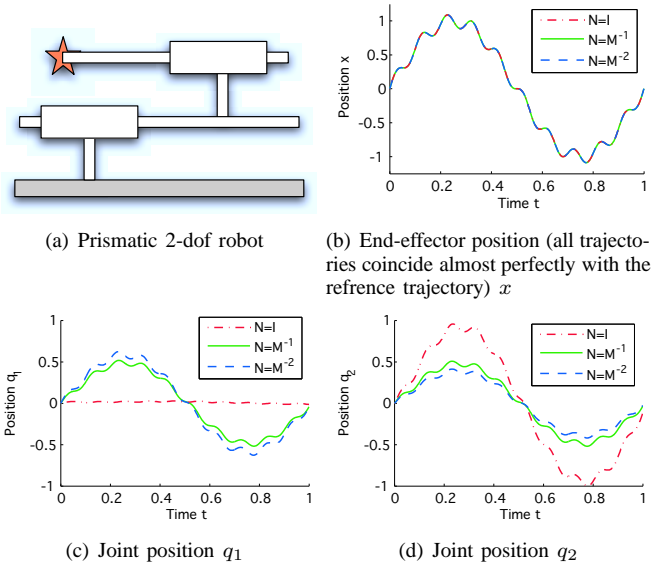 N=I
N=M⁻¹
N=M⁻²
Position x
1
0.5
0
-0.5
-1
0 0.2 0.4 0.6 0.8 1
Time t
(a) Prismatic 2-dof robot
(b) End-effector position (all trajecto-
ries coincide almost perfectly with the
refrence trajectory) x
N=I
N=M⁻¹
N=M⁻²
Position q₁
1
0.5
0
-0.5
-1
0 0.2 0.4 0.6 0.8 1
Time t
N=I
N=M⁻¹
N=M⁻²
Position q₂
1
0.5
0
-0.5
-1
0 0.2 0.4 0.6 0.8 1
Time t
(c) Joint position q₁
(d) Joint position q₂